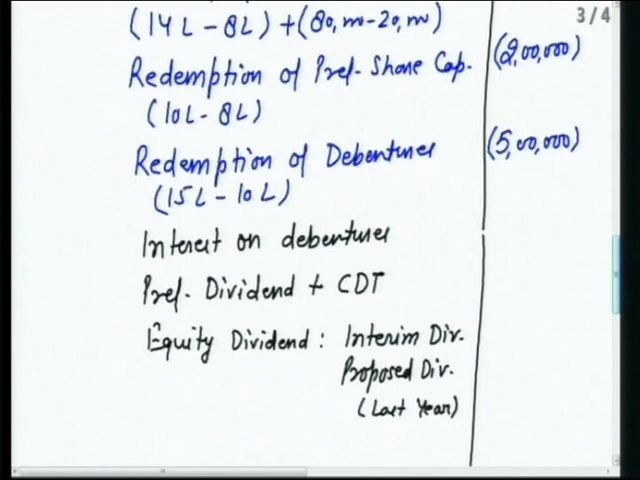 3/4
(14L-8L) +(80,000-20,000)
Redemption of Pref. Share Cap. (2,00,000)
(10L-8L)
Redemption of Debentures (5,00,000)
(15L-10L)
Interest on debentures
Pref. Dividend + CDT
Equity Dividend: Interim Div.
Proposed Div.
(Last Year)